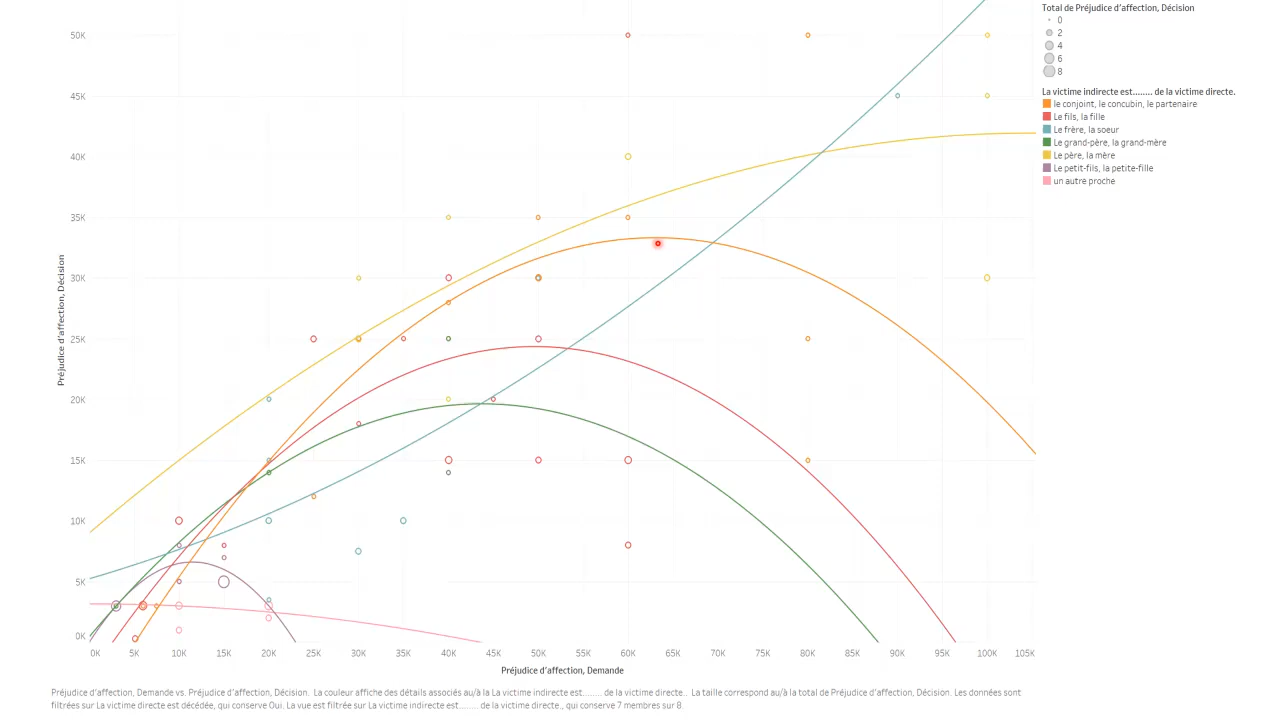 Total de Préjudice d'affection, Décision
0
2
4
6
8
La victime indirecte est........ de la victime directe.
le conjoint, le concubin, le partenaire
Le fils, la fille
Le frère, la soeur
Le grand-père, la grand-mère
Le père, la mère
Le petit-fils, la petite-fille
un autre proche
Préjudice d'affection, Décision
50K
45K
40K
35K
30K
25K
20K
15K
10K
5K
0K
0K 5K 10K 15K 20K 25K 30K 35K 40K 45K 50K 55K 60K 65K 70K 75K 80K 85K 90K 95K 100K 105K
Préjudice d'affection, Demande
Préjudice d'affection, Demande vs. Préjudice d'affection, Décision. La couleur affiche des détails associés au/à la La victime indirecte est........ de la victime directe.. La taille correspond au/à la total de Préjudice d'affection, Décision. Les données sont
filtrées sur La victime directe est décédée, qui conserve Oui. La vue est filtrée sur La victime indirecte est........ de la victime directe., qui conserve 7 membres sur 8.